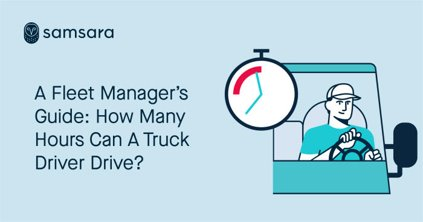 samsara
A Fleet Manager's
Guide: How Many
Hours Can A Truck
Driver Drive?